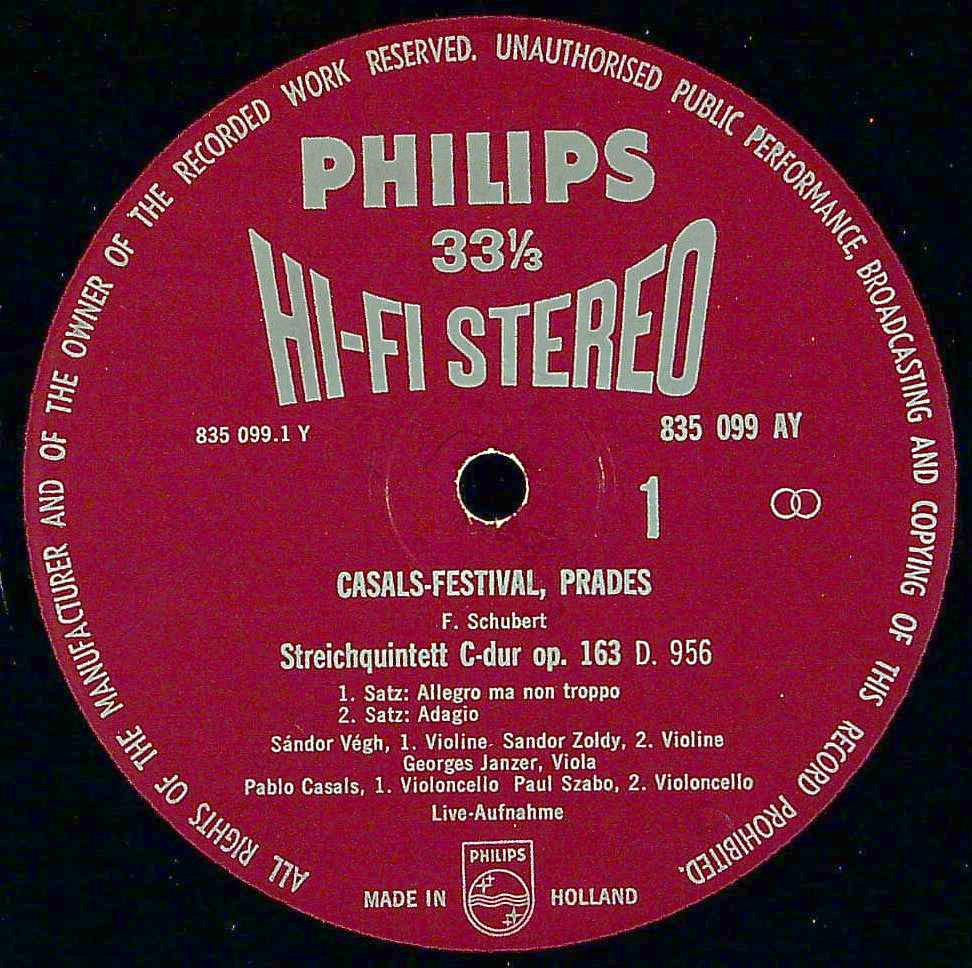 ALL RIGHTS OF THE MANUFACTURER AND OF THE OWNER OF THE RECORDED WORK RESERVED. UNAUTHORISED PUBLIC PERFORMANCE, BROADCASTING AND COPYING OF THIS RECORD PROHIBITED.
PHILIPS
33⅓
HI-FI STEREO
835 099.1 Y
835 099 AY
1
CASALS-FESTIVAL, PRADES
F. Schubert
Streichquintett C-dur op. 163 D. 956
1. Satz: Allegro ma non troppo
2. Satz: Adagio
Sándor Végh, 1. Violine- Sandor Zoldy, 2. Violine
Georges Janzer, Viola
Pablo Casals, 1. Violoncello Paul Szabo, 2. Violoncello
Live-Aufnahme
PHILIPS
MADE IN HOLLAND